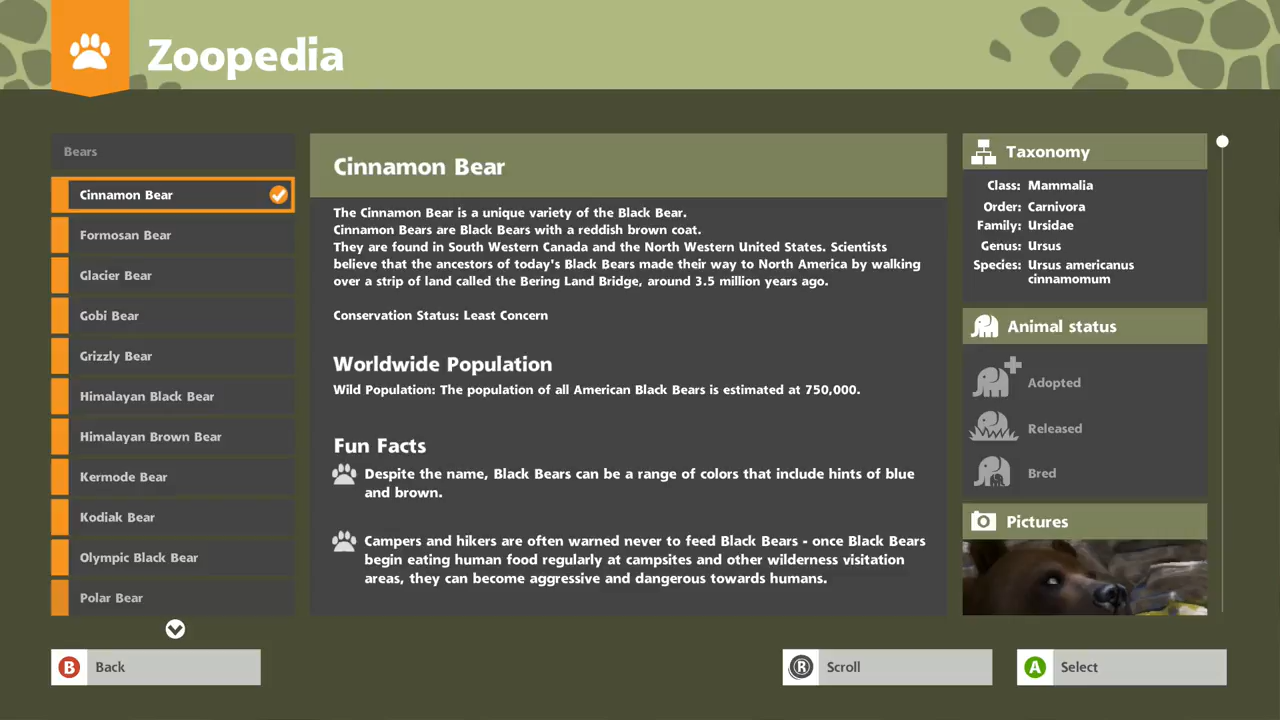 Zoopedia
Bears
Cinnamon Bear
Formosan Bear
Glacier Bear
Gobi Bear
Grizzly Bear
Himalayan Black Bear
Himalayan Brown Bear
Kermode Bear
Kodiak Bear
Olympic Black Bear
Polar Bear
Cinnamon Bear
The Cinnamon Bear is a unique variety of the Black Bear.
Cinnamon Bears are Black Bears with a reddish brown coat.
They are found in South Western Canada and the North Western United States. Scientists
believe that the ancestors of today's Black Bears made their way to North America by walking
over a strip of land called the Bering Land Bridge, around 3.5 million years ago.
Conservation Status: Least Concern
Worldwide Population
Wild Population: The population of all American Black Bears is estimated at 750,000.
Fun Facts
Despite the name, Black Bears can be a range of colors that include hints of blue
and brown.
Campers and hikers are often warned never to feed Black Bears - once Black Bears
begin eating human food regularly at campsites and other wilderness visitation
areas, they can become aggressive and dangerous towards humans.
Taxonomy
Class: Mammalia
Order: Carnivora
Family: Ursidae
Genus: Ursus
Species: Ursus americanus
cinnamomum
Animal status
Adopted
Released
Bred
Pictures
B Back
R Scroll
A Select